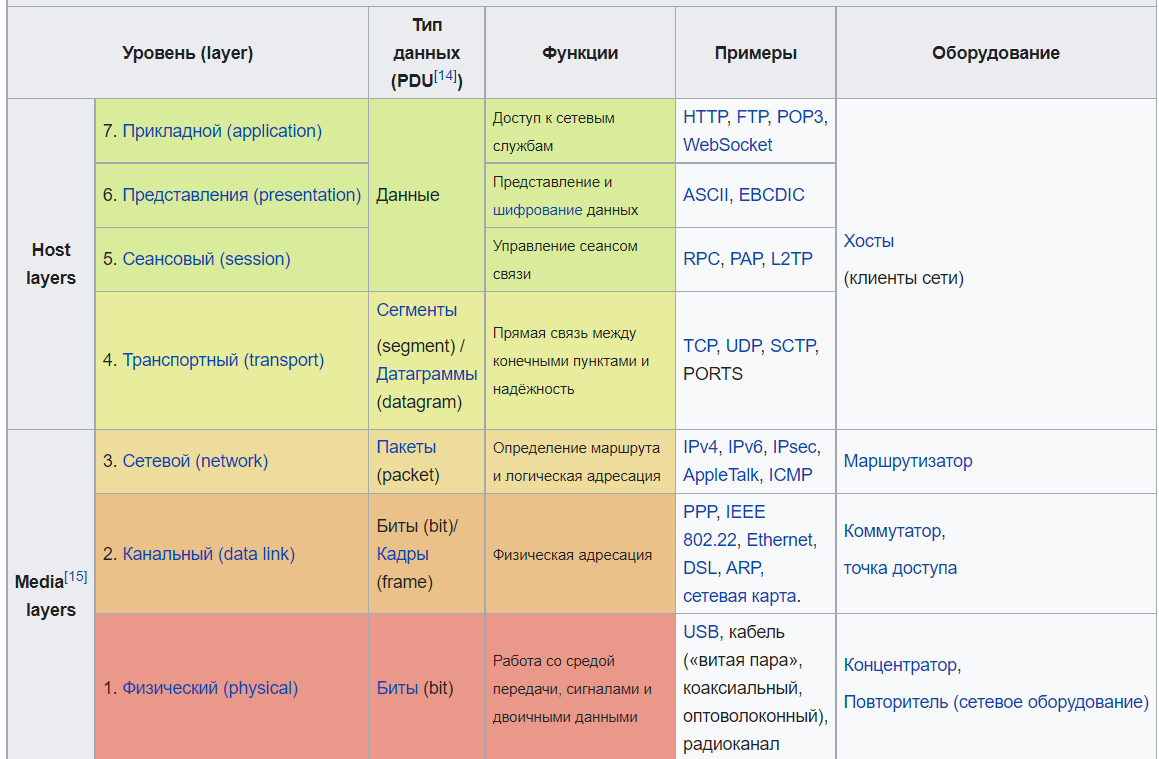 Уровень (layer)
Тип
данных
(PDU[14])
Функции
Примеры
Оборудование
Host
layers
7. Прикладной (application)
Данные
Доступ к сетевым
службам
HTTP, FTP, POP3,
WebSocket
Хосты
(клиенты сети)
6. Представления (presentation)
Представление и
шифрование данных
ASCII, EBCDIC
5. Сеансовый (session)
Управление сеансом
связи
RPC, PAP, L2TP
4. Транспортный (transport)
Сегменты
(segment) /
Датаграммы
(datagram)
Прямая связь между
конечными пунктами и
надёжность
TCP, UDP, SCTP,
PORTS
Media[15]
layers
3. Сетевой (network)
Пакеты
(packet)
Определение маршрута
и логическая адресация
IPv4, IPv6, IPsec,
AppleTalk, ICMP
Маршрутизатор
2. Канальный (data link)
Биты (bit)/
Кадры
(frame)
Физическая адресация
PPP, IEEE
802.22, Ethernet,
DSL, ARP,
сетевая карта.
Коммутатор,
точка доступа
1. Физический (physical)
Биты (bit)
Работа со средой
передачи, сигналами и
двоичными данными
USB, кабель
(«витая пара»,
коаксиальный,
оптоволоконный),
радиоканал
Концентратор,
Повторитель (сетевое оборудование)